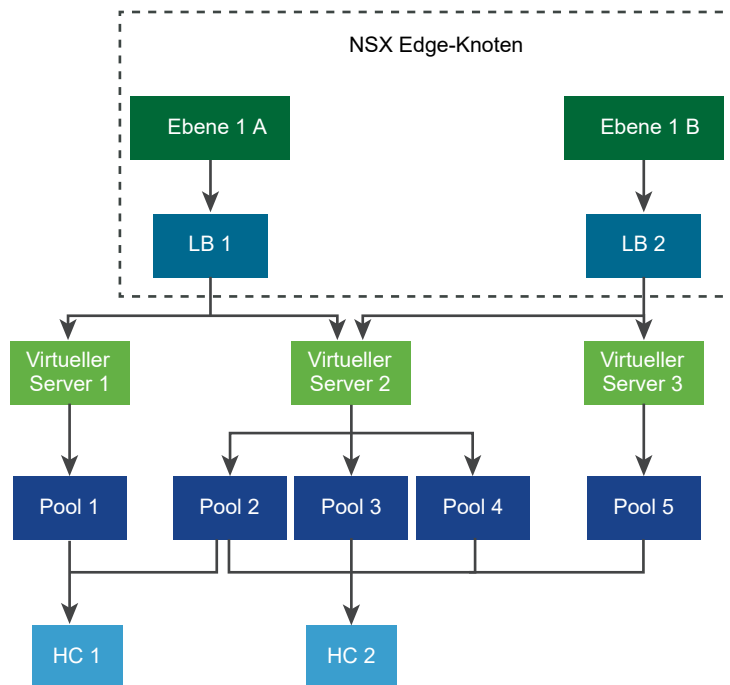 NSX Edge-Knoten
Ebene 1 A
Ebene 1 B
LB 1
LB 2
Virtueller
Server 1
Virtueller
Server 2
Virtueller
Server 3
Pool 1
Pool 2
Pool 3
Pool 4
Pool 5
HC 1
HC 2